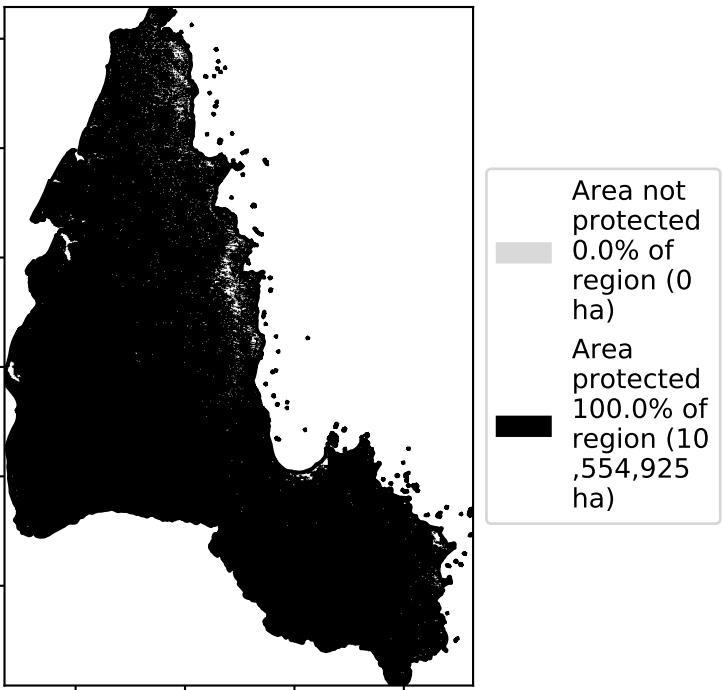 Area not
protected
0.0% of
region (0
ha)
Area
protected
100.0% of
region (10
,554,925
ha)